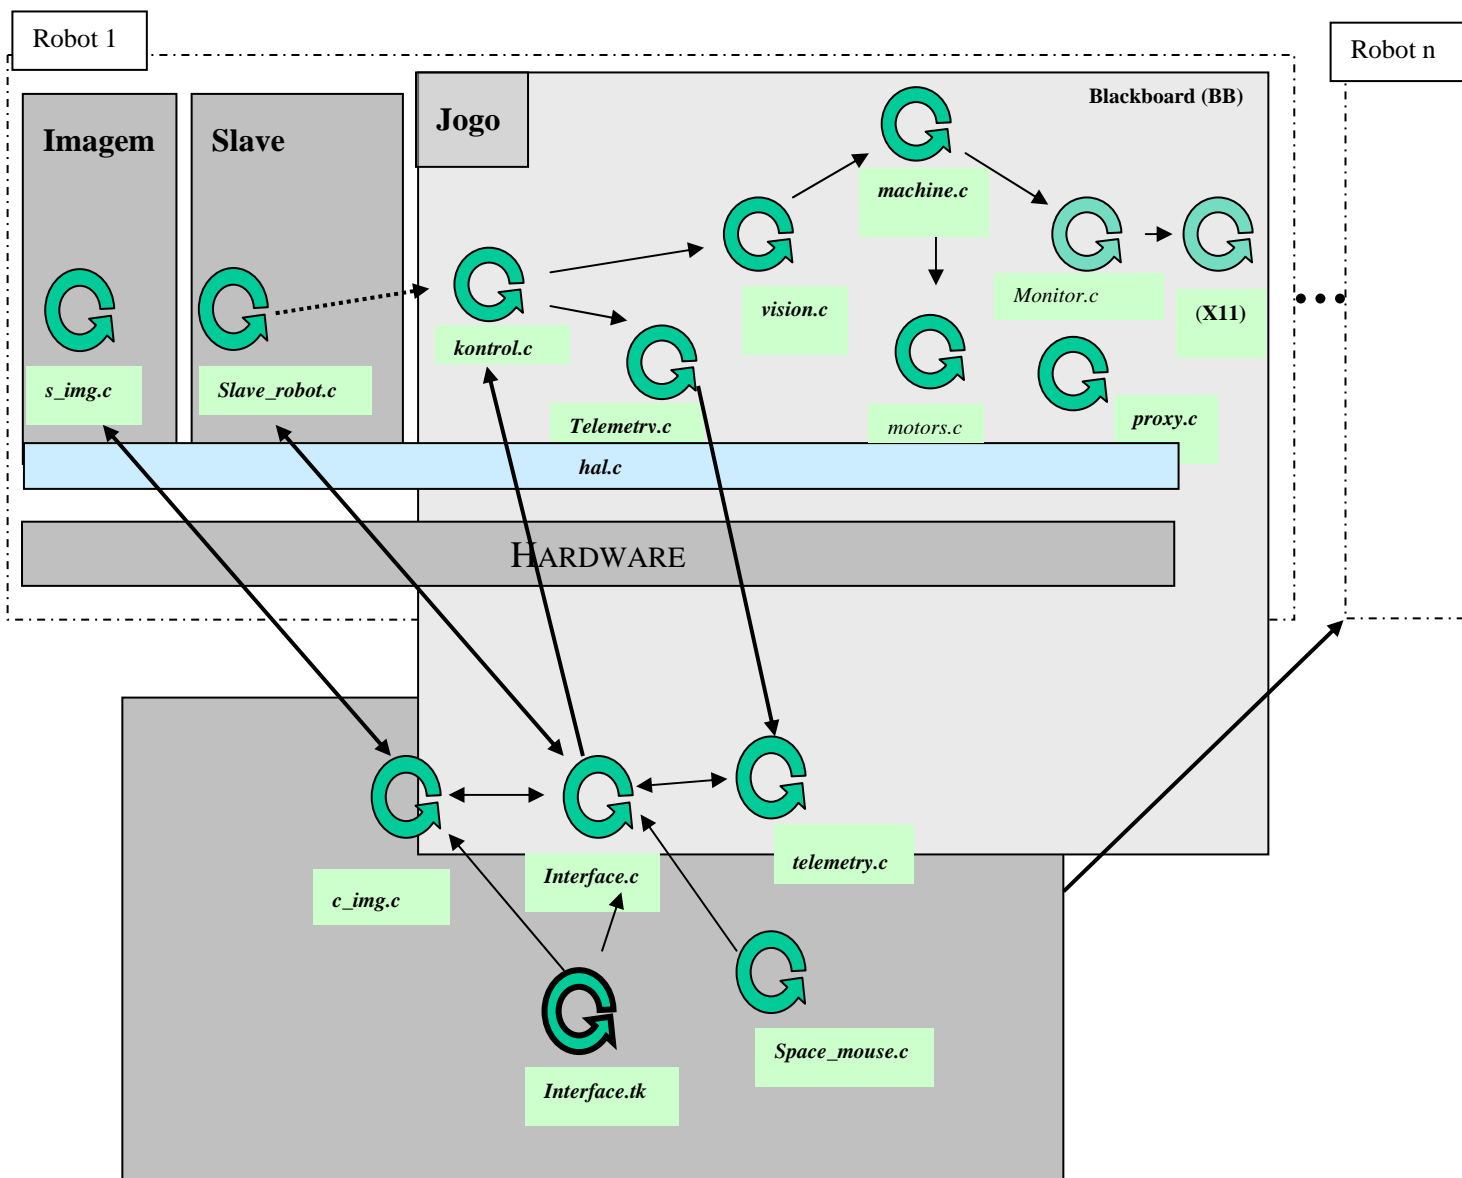 Robot 1
Robot n
Blackboard (BB)
Jogo
Imagem
Slave
machine.c
vision.c
Monitor.c
(X11)
kontrol.c
s_img.c
Slave_robot.c
Telemetry.c
motors.c
proxy.c
hal.c
HARDWARE
telemetry.c
Interface.c
c_img.c
Space_mouse.c
Interface.tk